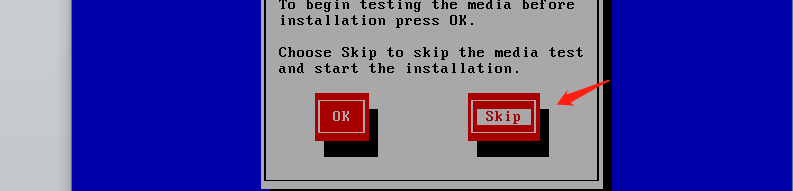 To begin testing the media before
installation press OK.
Choose Skip to skip the media test
and start the installation.
OK Skip